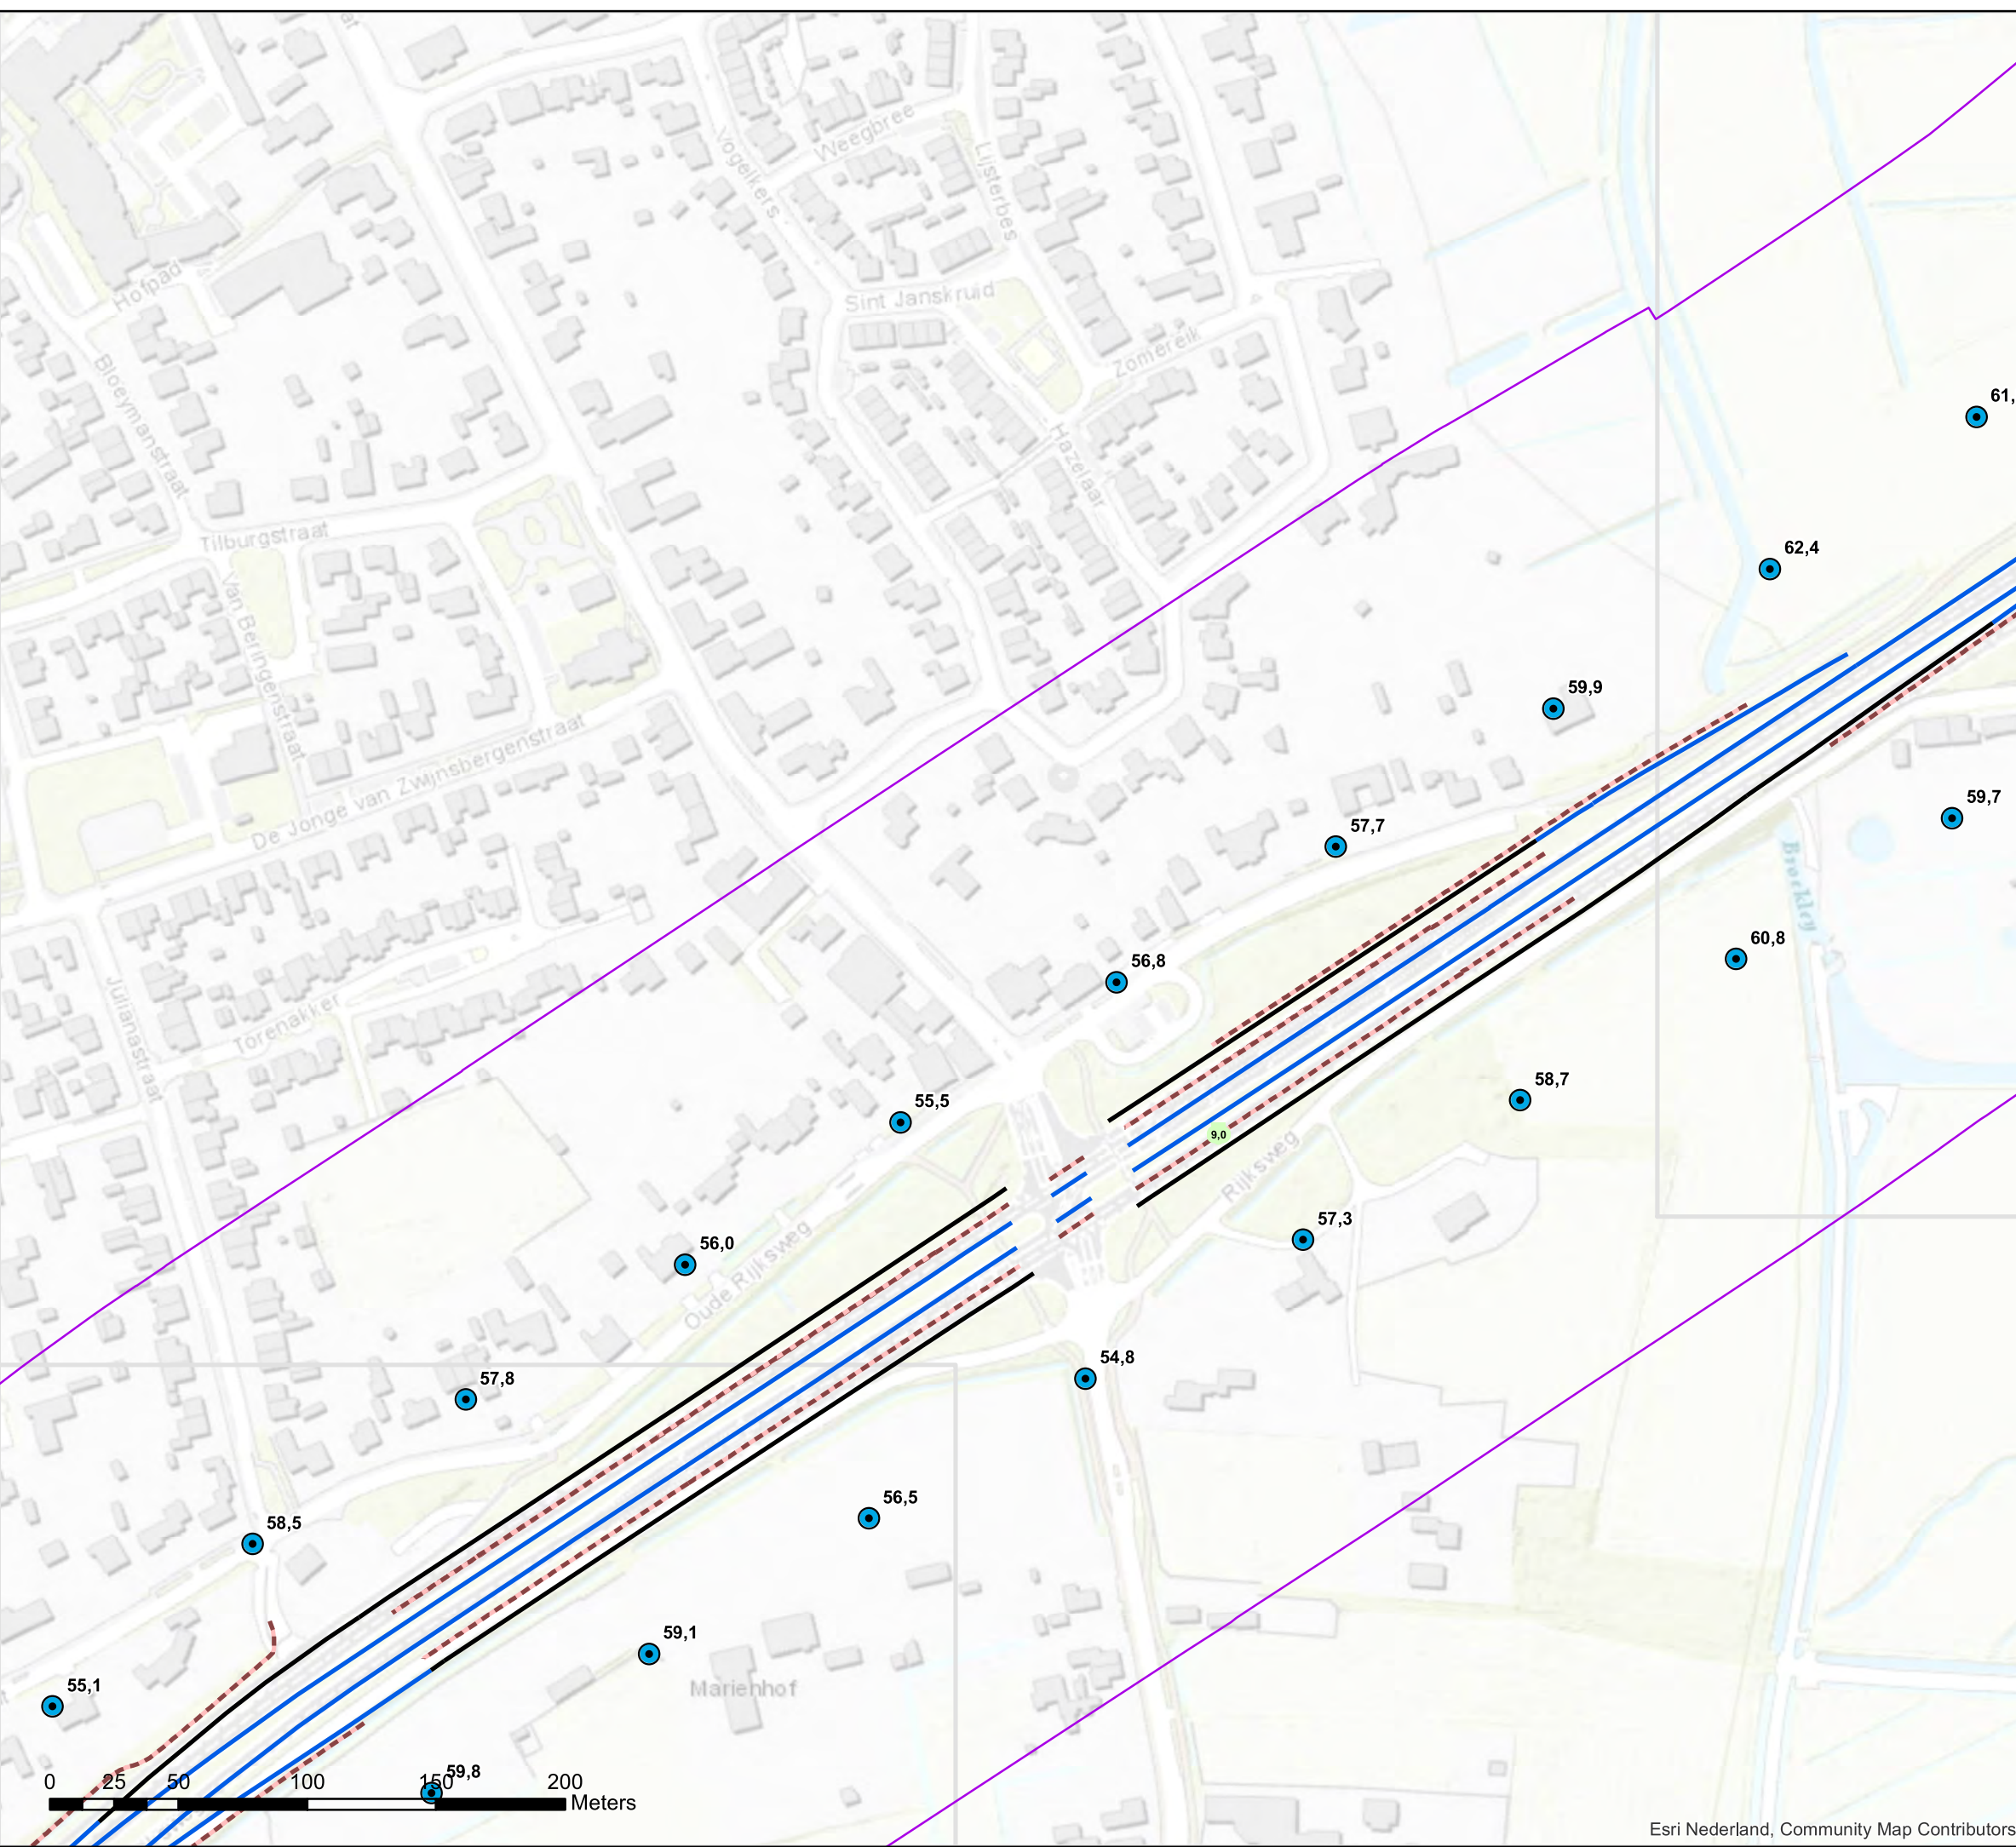 Weegbree
Vogelkers
Lijsterbes
Hofpad
Sint Janskruid
Zomereik
Bloeymanstraat
61,
Hazelaar
Tilburgstraat
62,4
Van Beringenstraat
59,9
De Jonge van Zwijnsbergenstraat
57,7
59,7
Broekley
60,8
56,8
Julianastraat
Torenakker
58,7
55,5
9,0
Rijksweg
57,3
56,0
Oude Rijksweg
54,8
57,8
56,5
58,5
59,1
Marienhof
55,1
59,8
0 25 50 100 150 200
Meters
Esri Nederland, Community Map Contributors